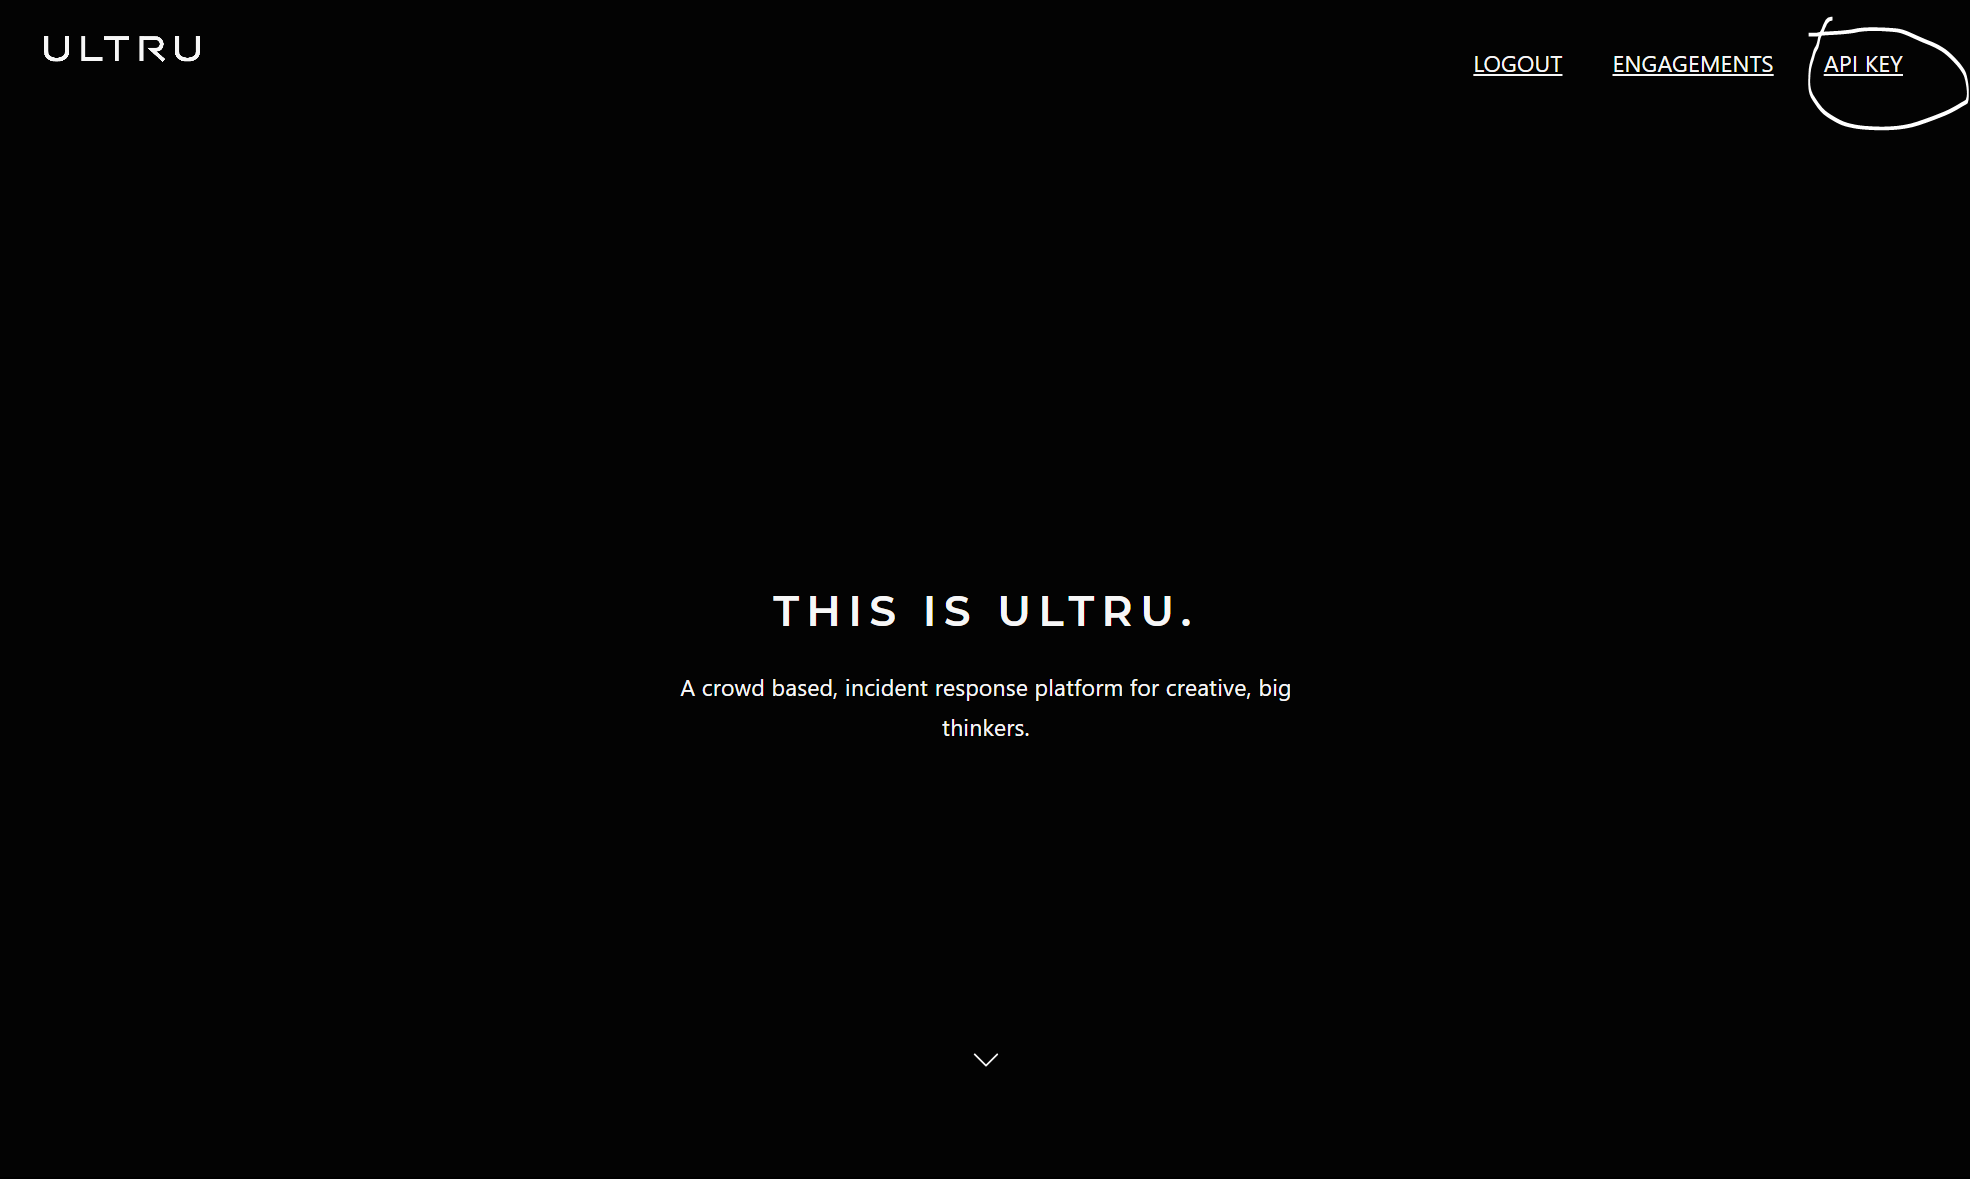 ULTRU
LOGOUT ENGAGEMENTS API KEY
THIS IS ULTRU.
A crowd based, incident response platform for creative, big
thinkers.